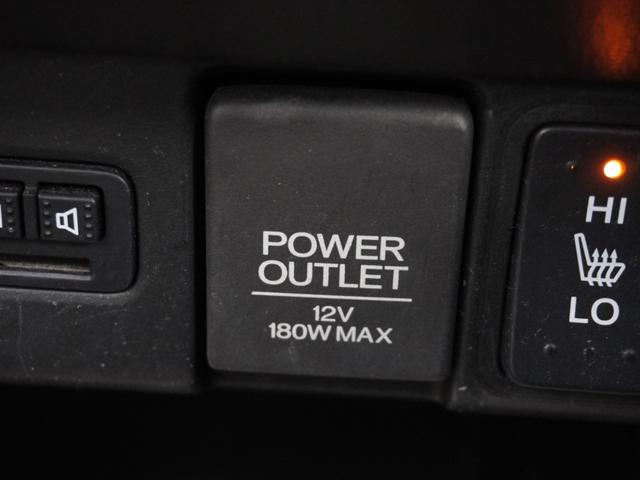 POWER
OUTLET
12V
180W MAX
HI
LO